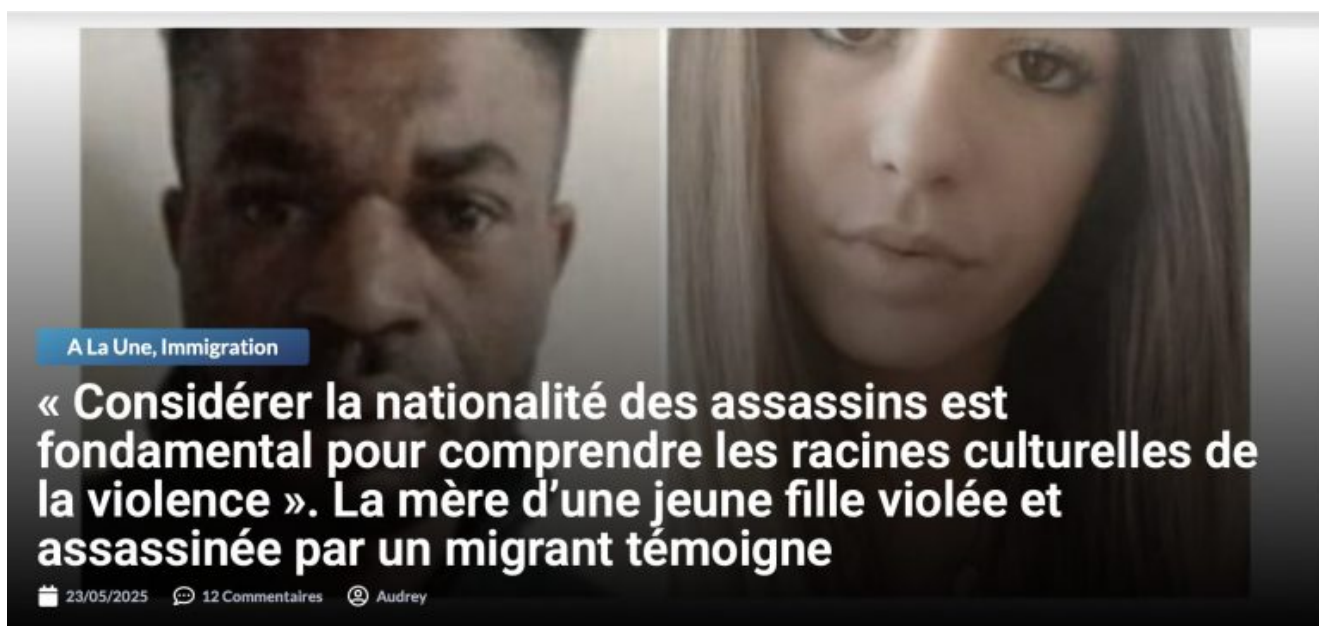 A La Une, Immigration
« Considérer la nationalité des assassins est
fondamental pour comprendre les racines culturelles de
la violence ». La mère d’une jeune fille violée et
assassinée par un migrant témoigne
23/05/2025 12 Commentaires Audrey